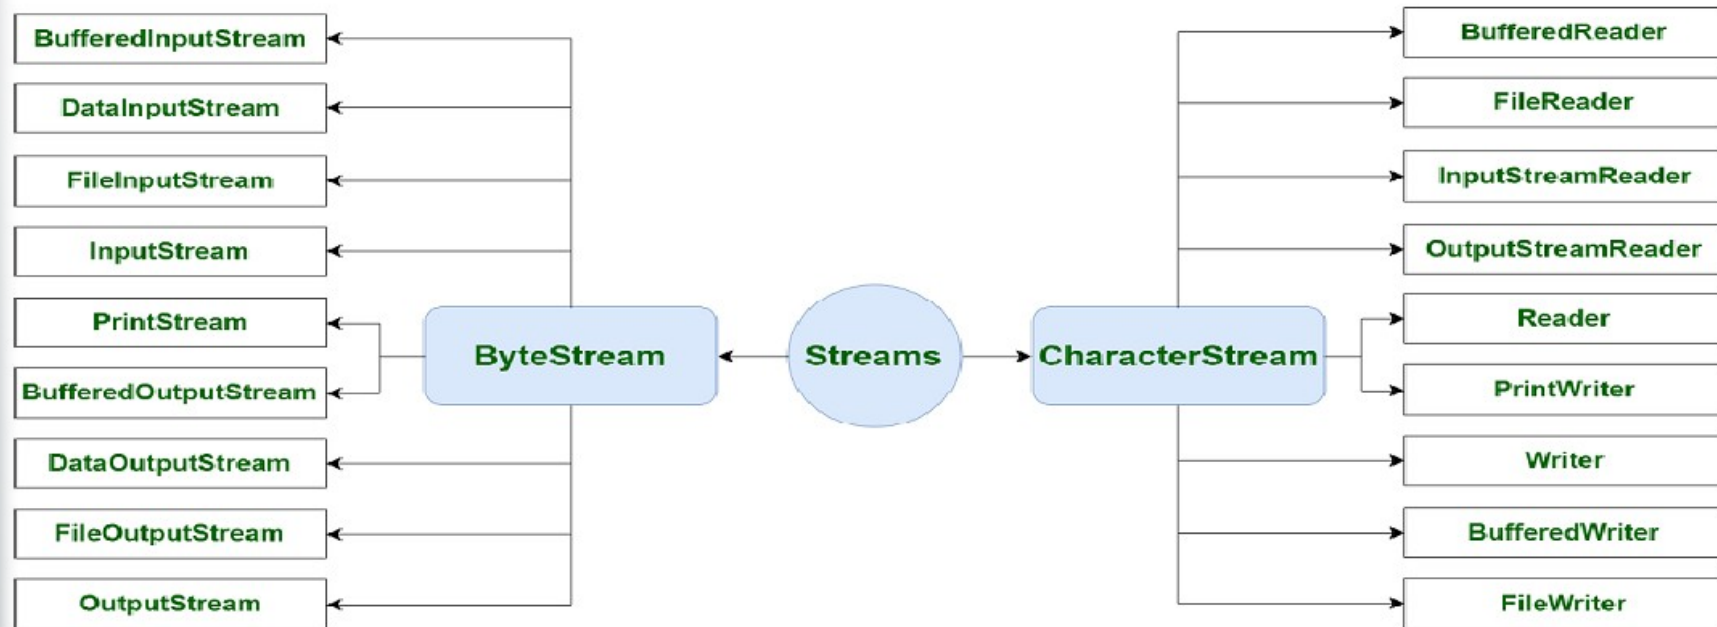 BufferedInputStream
DataInputStream
FileInputStream
InputStream
PrintStream
BufferedOutputStream
DataOutputStream
FileOutputStream
OutputStream
ByteStream
Streams
CharacterStream
BufferedReader
FileReader
InputStreamReader
OutputStreamReader
Reader
PrintWriter
Writer
BufferedWriter
FileWriter